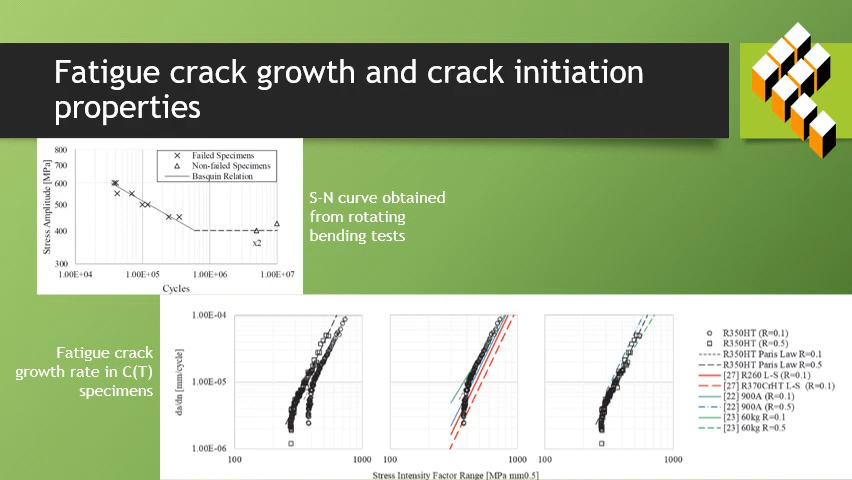 Fatigue crack growth and crack initiation
properties
800
700
600
500
400
300
Stress Amplitude [MPa]
Failed Specimens
Non-failed Specimens
Basquin Relation
x2
1.00E+04
1.00E+05
1.00E+06
1.00E+07
Cycles
S-N curve obtained
from rotating
bending tests
Fatigue crack
growth rate in C(T)
specimens
da/dn [mm/cycle]
1.00E-04
1.00E-05
1.00E-06
100
1000
100
1000
100
1000
Stress Intensity Factor Range [MPa mm0.5]
R350HT (R=0.1)
R350HT (R=0.5)
R350HT Paris Law R=0.1
R350HT Paris Law R=0.5
[27] R260 L-S (R=0.1)
[27] R370CrHT L-S (R=0.1)
[22] 900A (R=0.1)
[22] 900A (R=0.5)
[23] 60kg R=0.1
[23] 60kg R=0.5